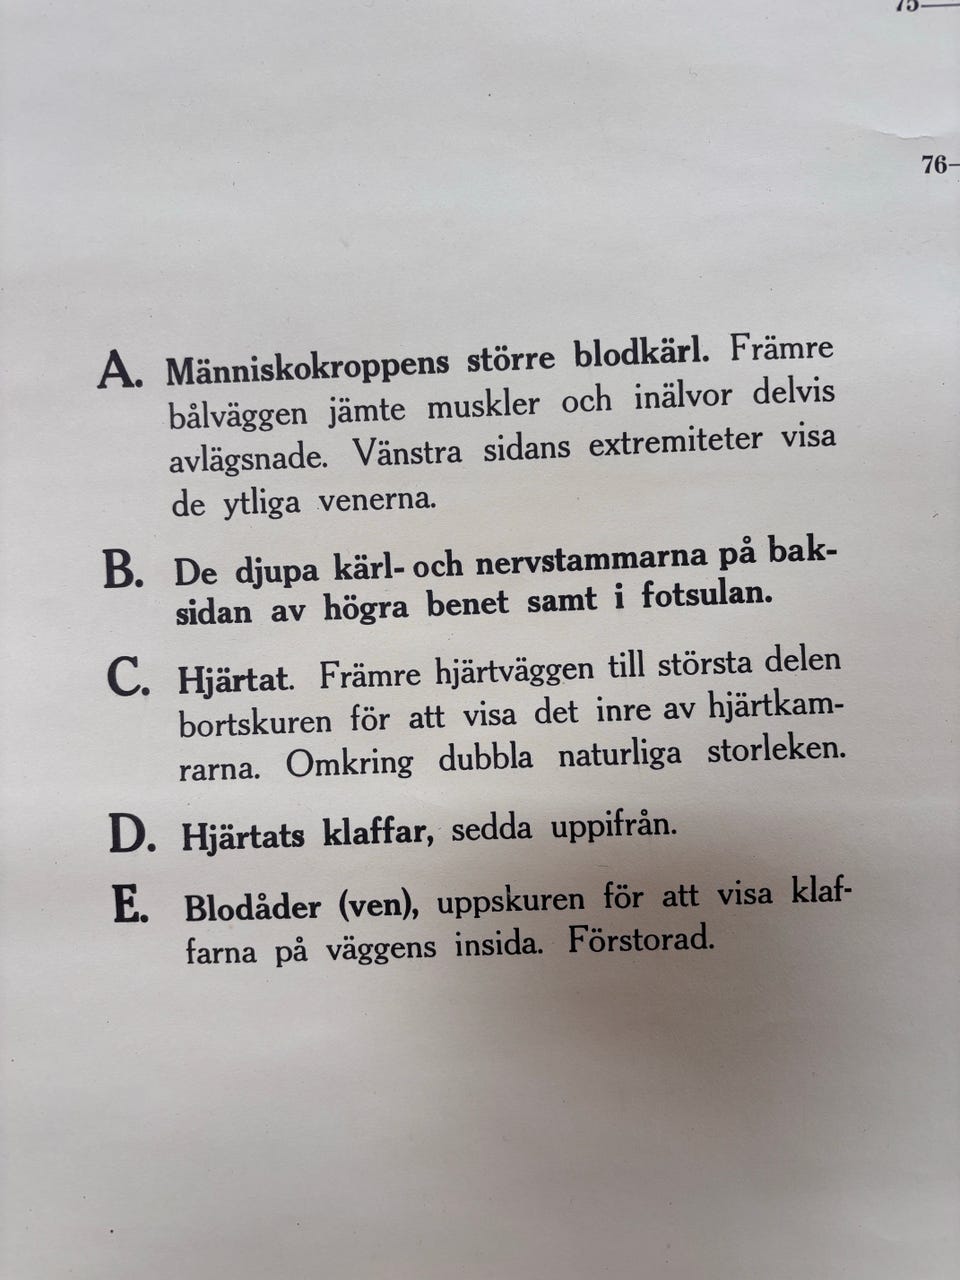 75
76
A. Människokroppens större blodkärl. Främre
bålväggen jämte muskler och inälvor delvis
avlägsnade. Vänstra sidans extremiteter visa
de ytliga venerna.
B. De djupa kärl- och nervstammarna på bak-
sidan av högra benet samt i fotsulan.
C. Hjärtat. Främre hjärtväggen till största delen
bortskuren för att visa det inre av hjärtkam-
rarna. Omkring dubbla naturliga storleken.
D. Hjärtats klaffar, sedda uppifrån.
E. Blodåder (ven), uppskuren för att visa klaf-
farna på väggens insida. Förstorad.